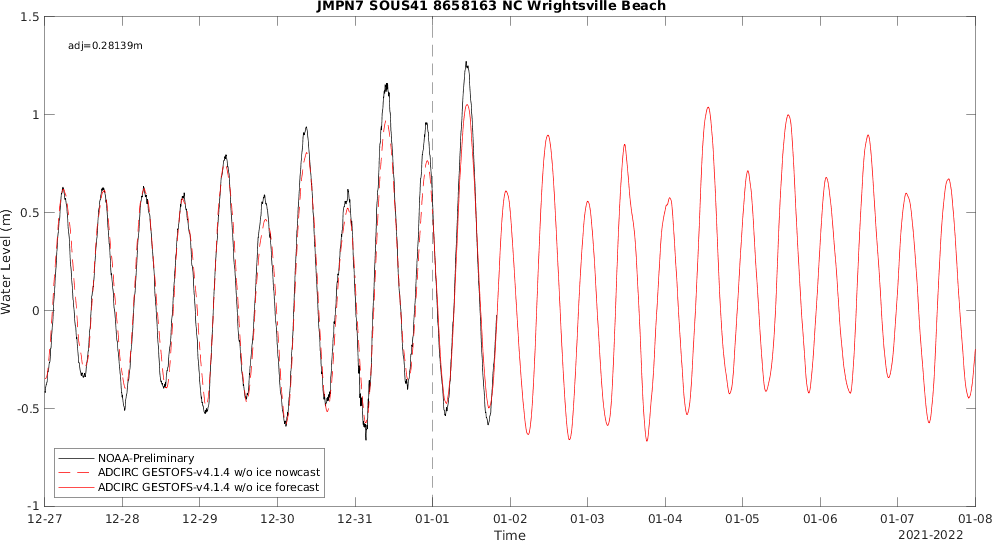 JMPN7 SOUS41 8658163 NC Wrightsville Beach
adj=0.28139m
1.5
1
0.5
0
-0.5
-1
Water Level (m)
NOAA-Preliminary
ADCIRC GESTOFS-v4.1.4 w/o ice nowcast
ADCIRC GESTOFS-v4.1.4 w/o ice forecast
12-27 12-28 12-29 12-30 12-31 01-01 01-02 01-03 01-04 01-05 01-06 01-07 01-08
Time
2021-2022